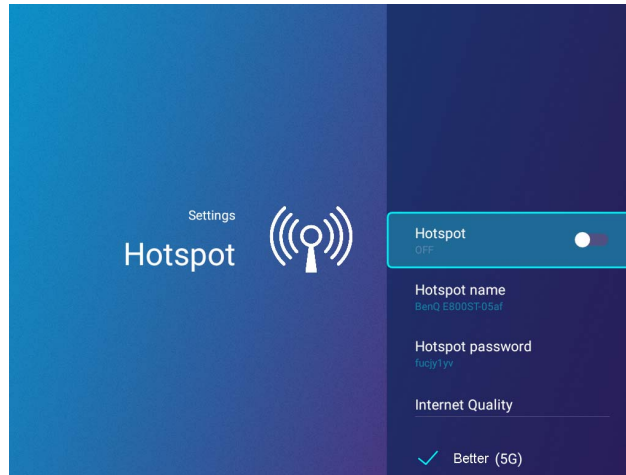 Settings
Hotspot
Hotspot
OFF
Hotspot name
BenQ E800ST-05af
Hotspot password
fucjy1yv
Internet Quality
Better (5G)